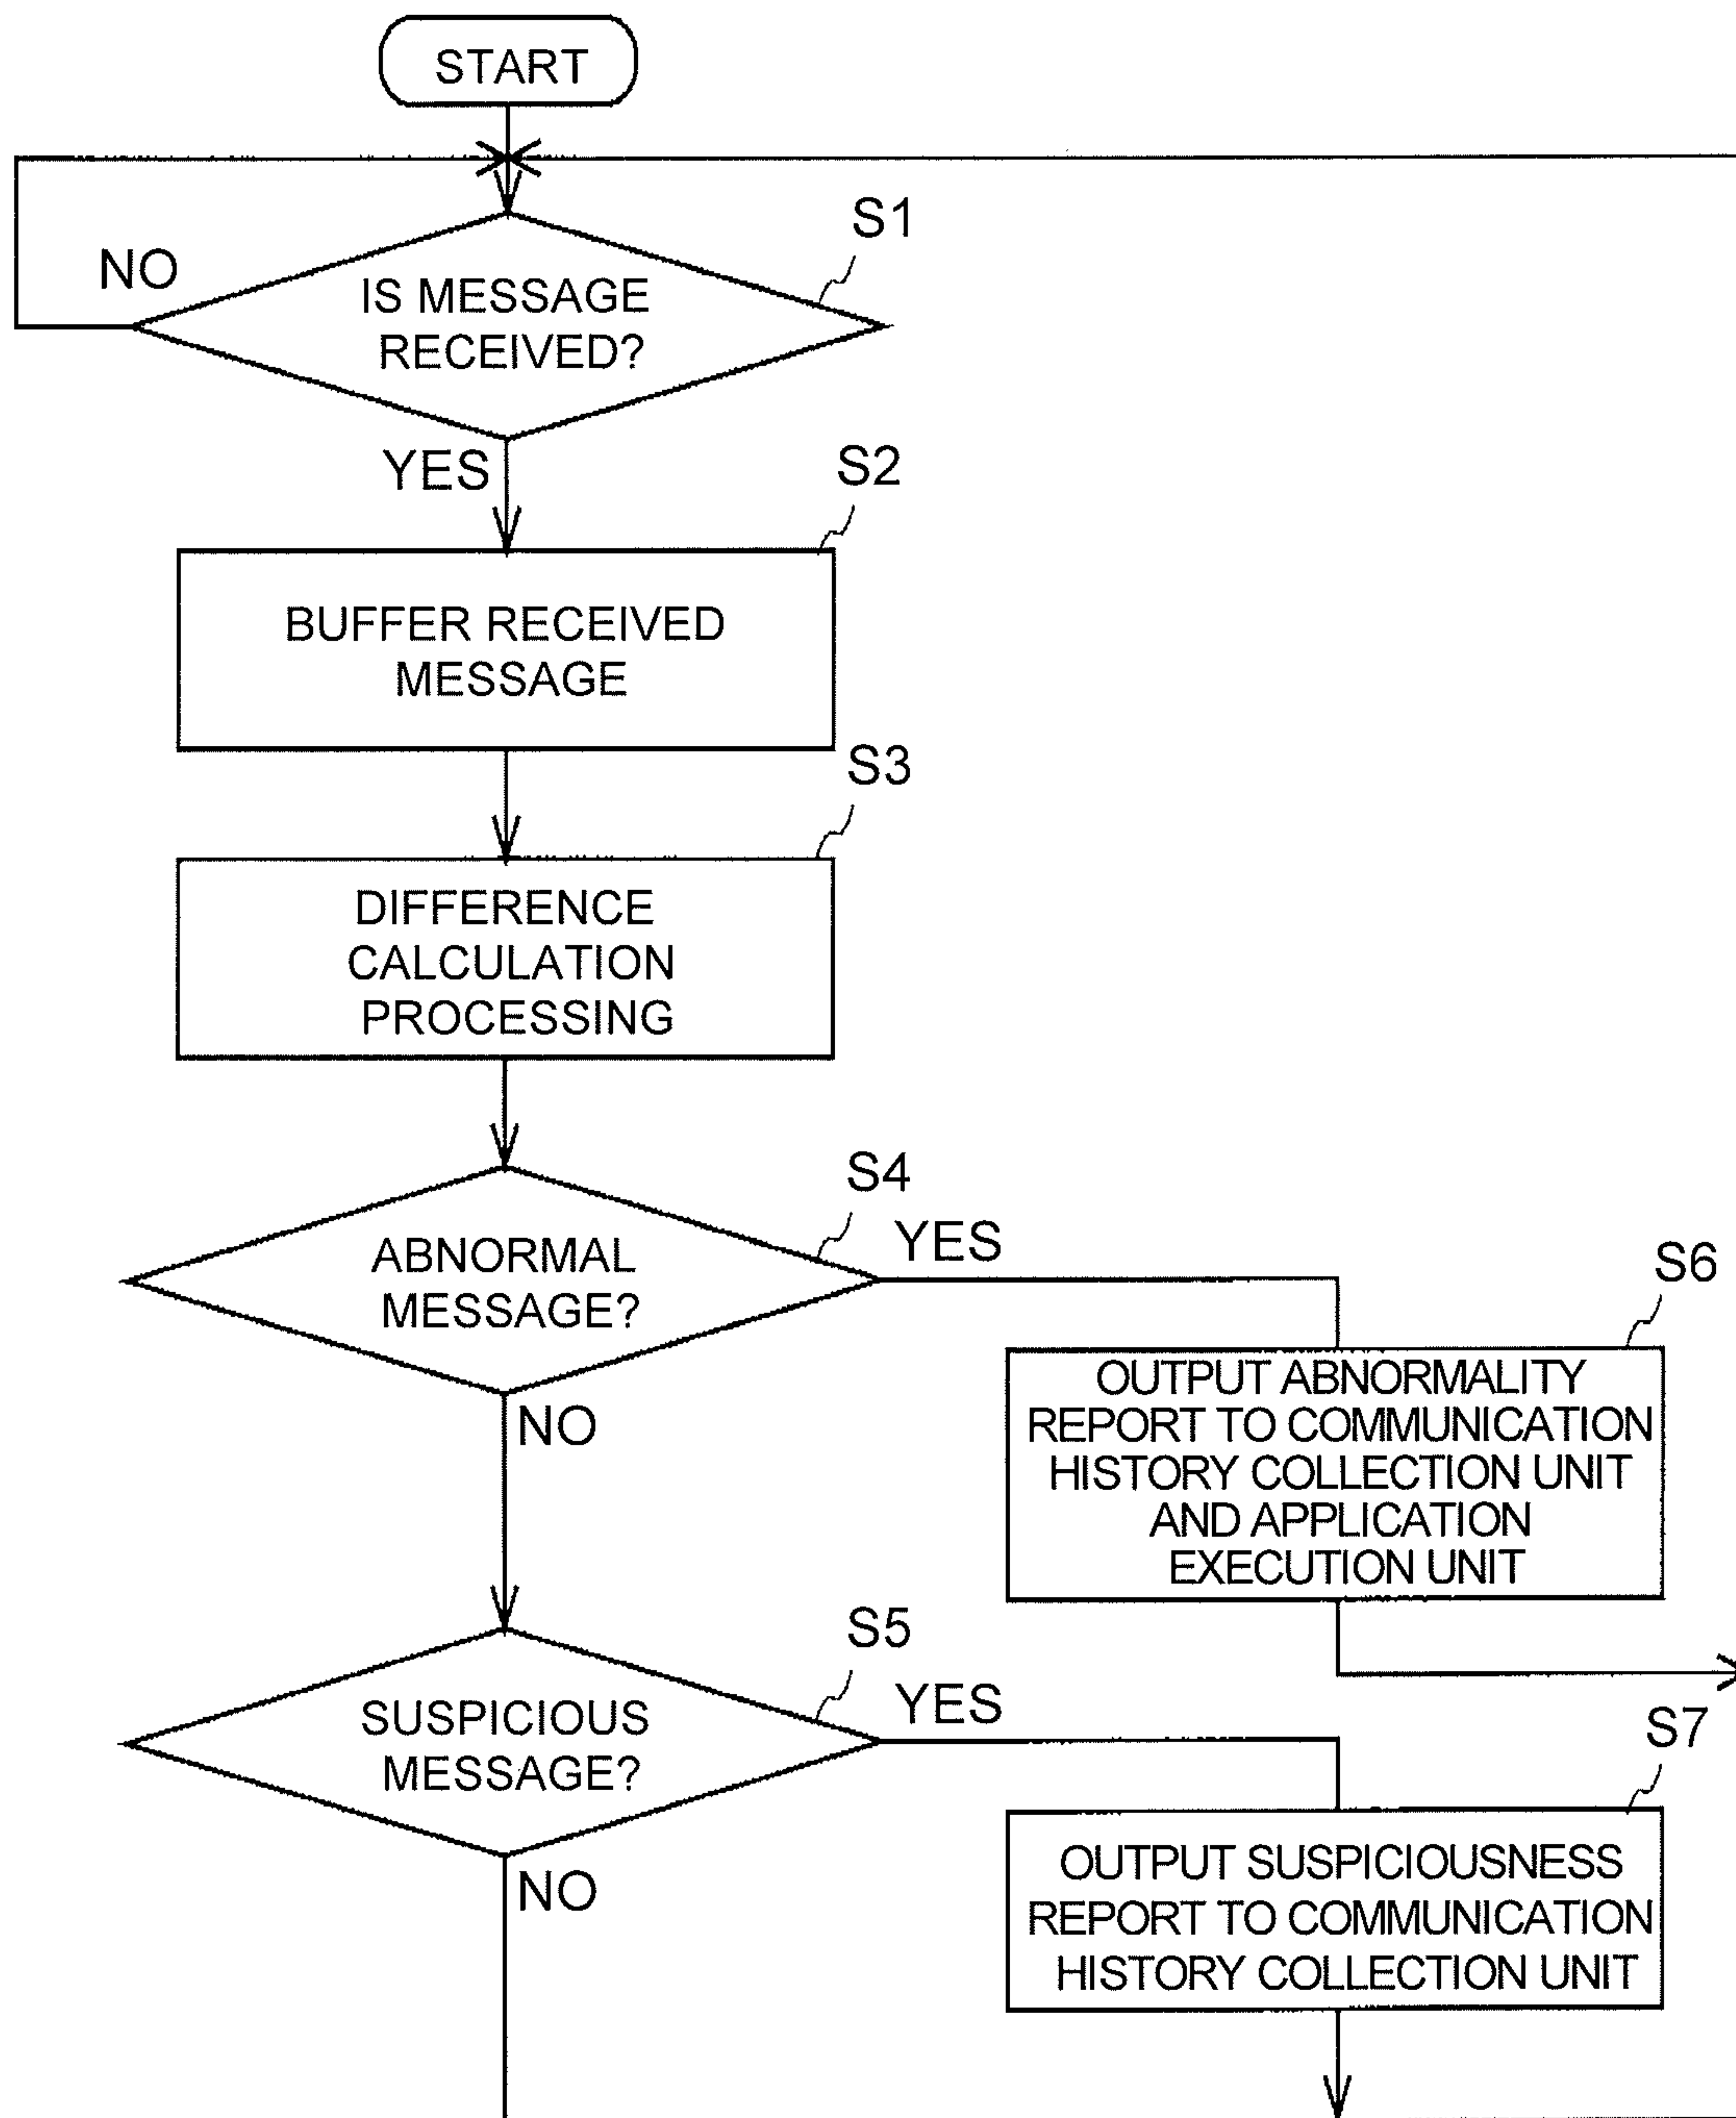 START
S1
NO
IS MESSAGE
RECEIVED?
YES
S2
BUFFER RECEIVED
MESSAGE
S3
DIFFERENCE
CALCULATION
PROCESSING
S4
ABNORMAL
MESSAGE?
YES
NO
S6
OUTPUT ABNORMALITY
REPORT TO COMMUNICATION
HISTORY COLLECTION UNIT
AND APPLICATION
EXECUTION UNIT
S5
SUSPICIOUS
MESSAGE?
YES
NO
S7
OUTPUT SUSPICIOUSNESS
REPORT TO COMMUNICATION
HISTORY COLLECTION UNIT